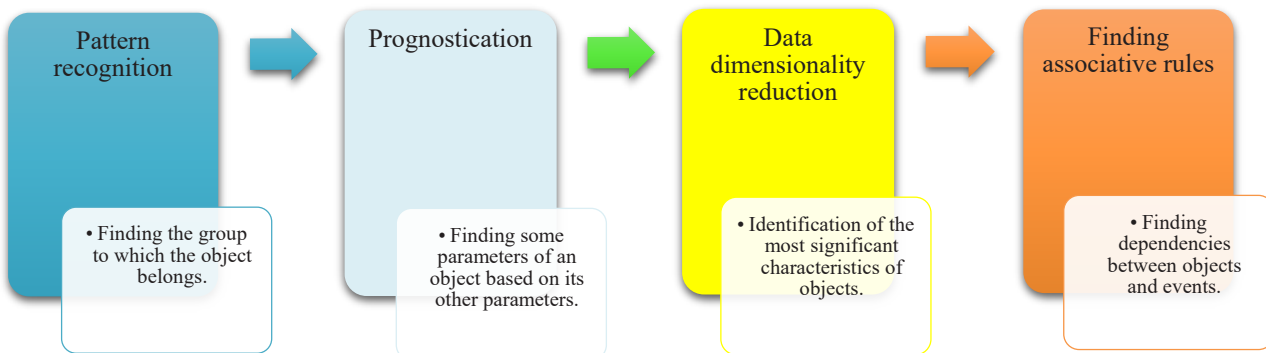 Pattern
recognition
• Finding the group
to which the object
belongs.
Prognostication
• Finding some
parameters of an
object based on its
other parameters.
Data
dimensionality
reduction
• Identification of the
most significant
characteristics of
objects.
Finding
associative rules
• Finding
dependencies
between objects
and events.